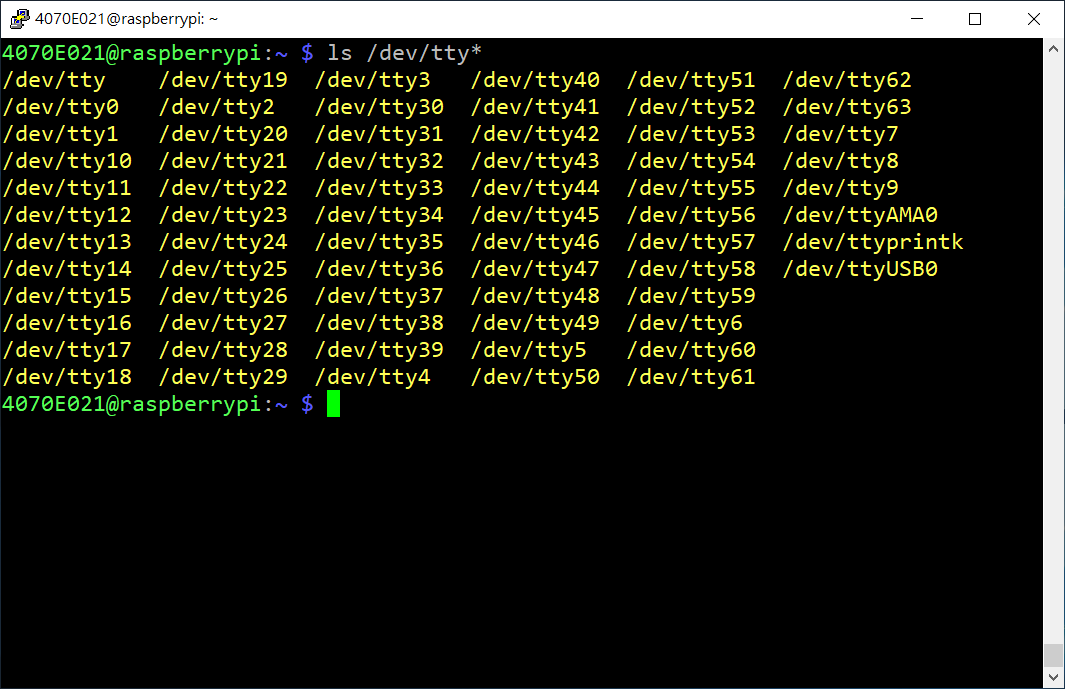 4070E021@raspberrypi: ~
4070E021@raspberrypi:~ $ ls /dev/tty*
/dev/tty    /dev/tty19  /dev/tty3   /dev/tty40  /dev/tty51  /dev/tty62
/dev/tty0   /dev/tty2   /dev/tty30  /dev/tty41  /dev/tty52  /dev/tty63
/dev/tty1   /dev/tty20  /dev/tty31  /dev/tty42  /dev/tty53  /dev/tty7
/dev/tty10  /dev/tty21  /dev/tty32  /dev/tty43  /dev/tty54  /dev/tty8
/dev/tty11  /dev/tty22  /dev/tty33  /dev/tty44  /dev/tty55  /dev/tty9
/dev/tty12  /dev/tty23  /dev/tty34  /dev/tty45  /dev/tty56  /dev/ttyAMA0
/dev/tty13  /dev/tty24  /dev/tty35  /dev/tty46  /dev/tty57  /dev/ttyprintk
/dev/tty14  /dev/tty25  /dev/tty36  /dev/tty47  /dev/tty58  /dev/ttyUSB0
/dev/tty15  /dev/tty26  /dev/tty37  /dev/tty48  /dev/tty59
/dev/tty16  /dev/tty27  /dev/tty38  /dev/tty49  /dev/tty6
/dev/tty17  /dev/tty28  /dev/tty39  /dev/tty5   /dev/tty60
/dev/tty18  /dev/tty29  /dev/tty4   /dev/tty50  /dev/tty61
4070E021@raspberrypi:~ $